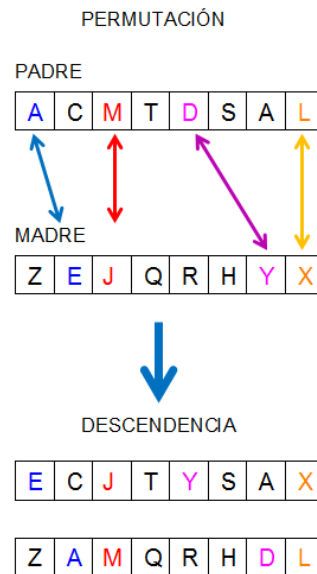 PERMUTACIÓN
PADRE
A C M T D S A L
MADRE
Z E J Q R H Y X
DESCENDENCIA
E C J T Y S A X
Z A M Q R H D L